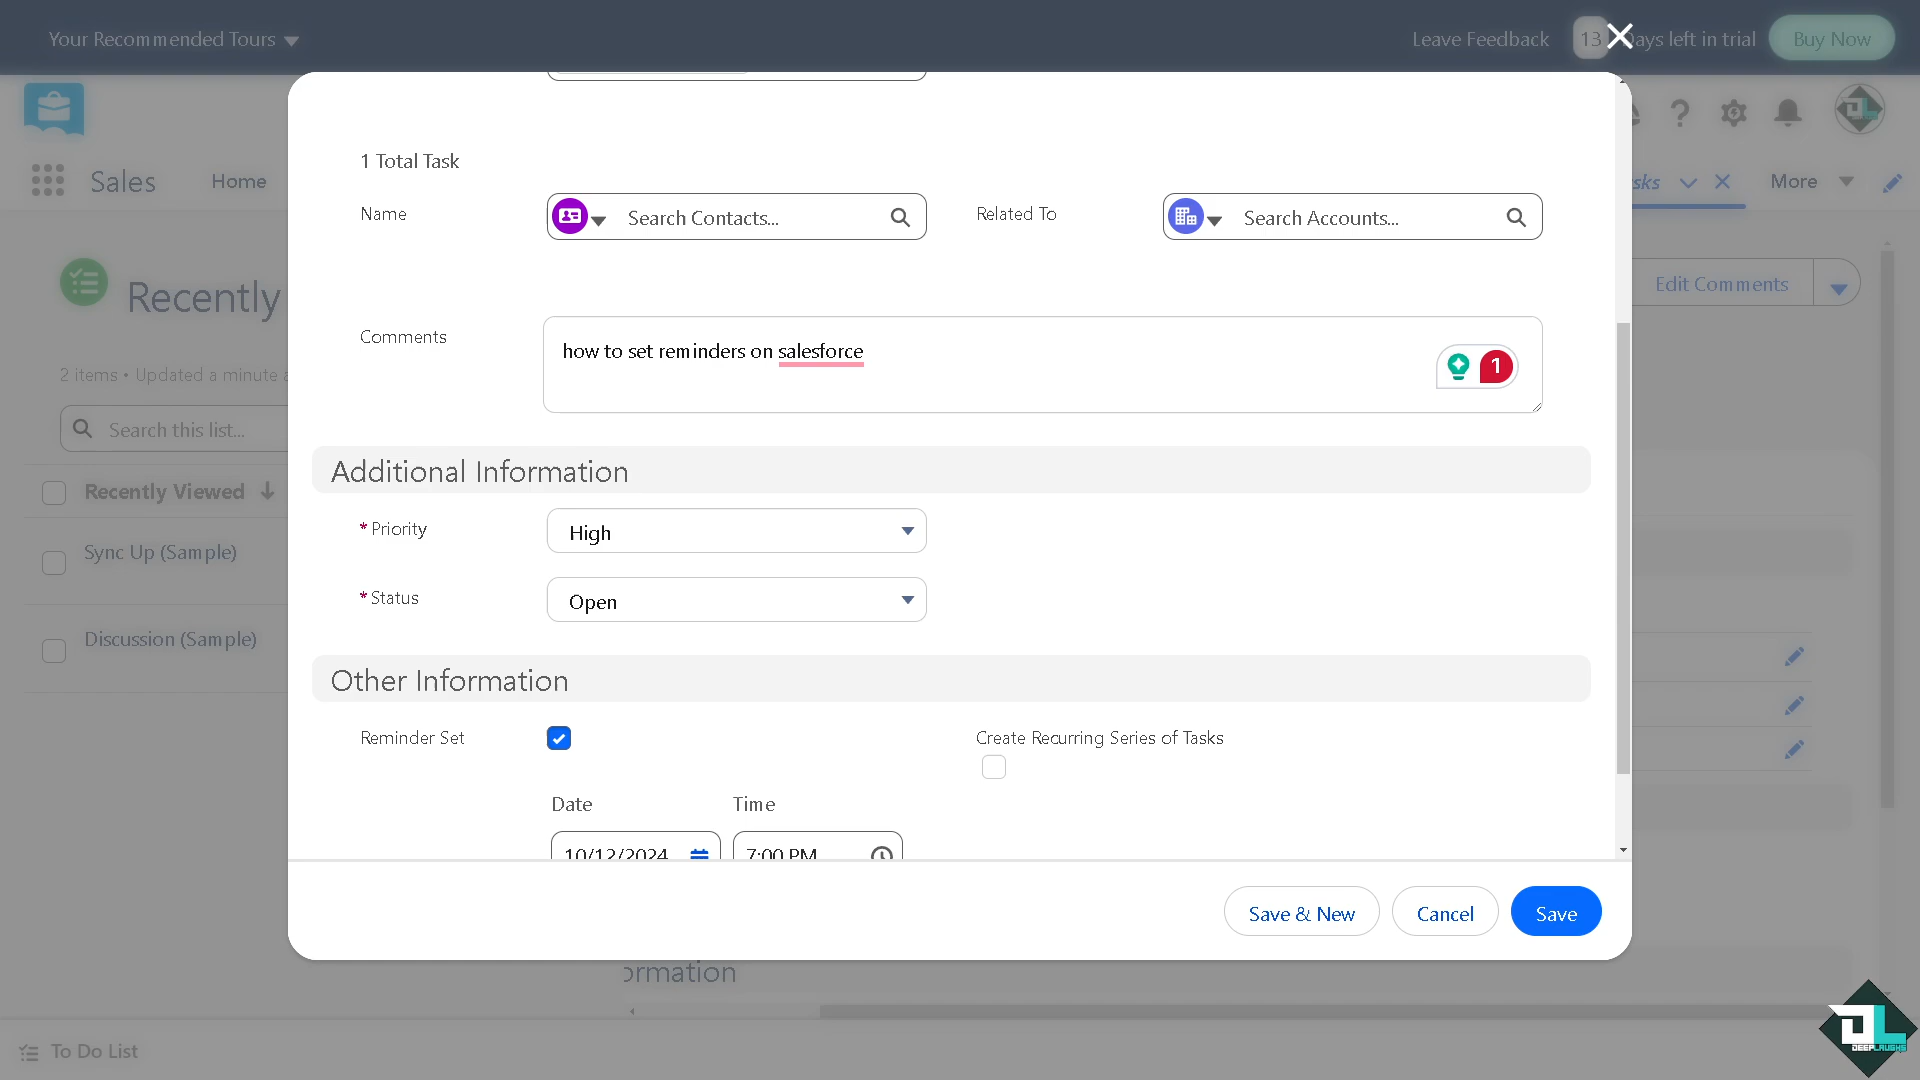 Your Recommended Tours
Leave Feedback
13
Days left in trial
Buy Now
Sales
Home
More
1 Total Task
Name
Search Contacts...
Related To
Search Accounts...
Recently
Edit Comments
Comments
how to set reminders on salesforce
1
2 items • Updated a minute
Search this list...
Additional Information
Recently Viewed
*Priority
High
Sync Up (Sample)
*Status
Open
Discussion (Sample)
Other Information
Reminder Set
Create Recurring Series of Tasks
Date
Time
10/12/2024
7:00 PM
Save & New
Cancel
Save
To Do List
DEEPLAUGHS